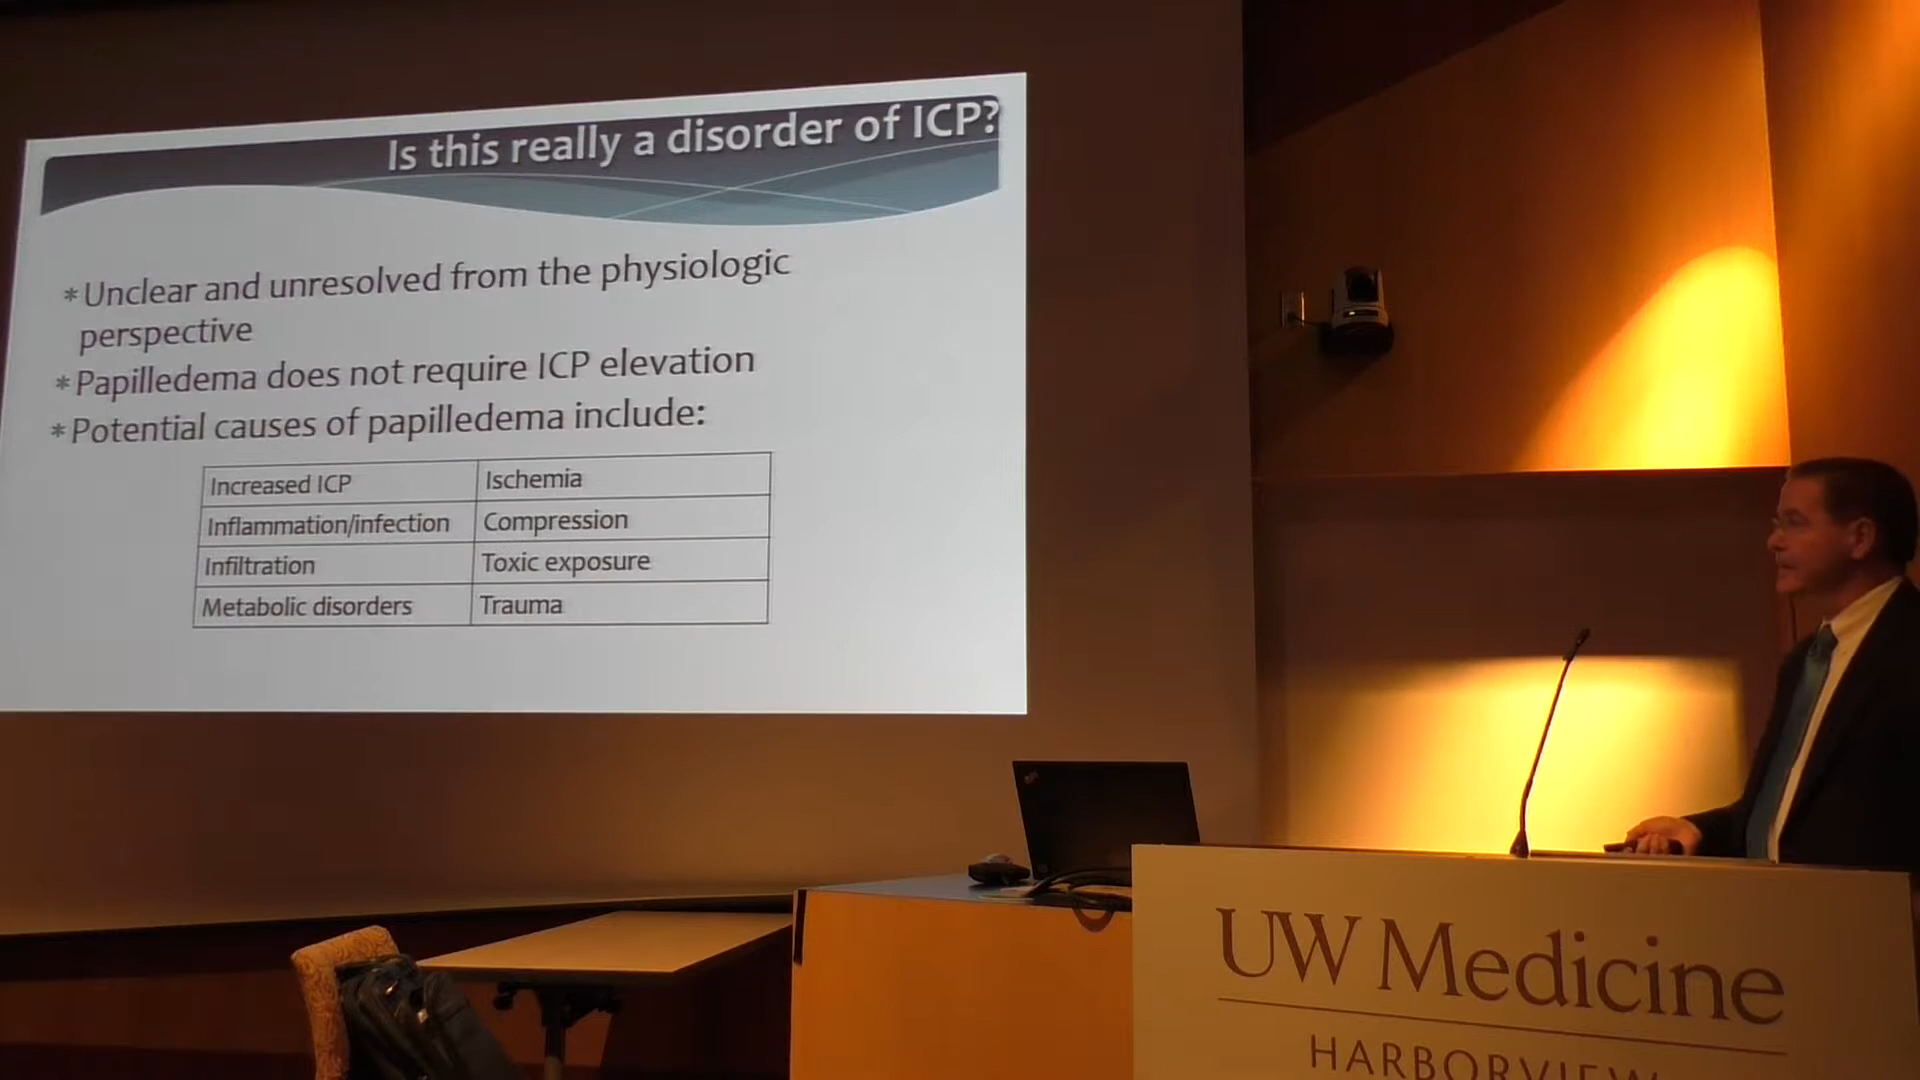 Is this really a disorder of ICP?
* Unclear and unresolved from the physiologic
perspective
* Papilledema does not require ICP elevation
* Potential causes of papilledema include:
Increased ICP Ischemia
Inflammation/infection Compression
Infiltration Toxic exposure
Metabolic disorders Trauma
UW Medicine
HARBORVIEW